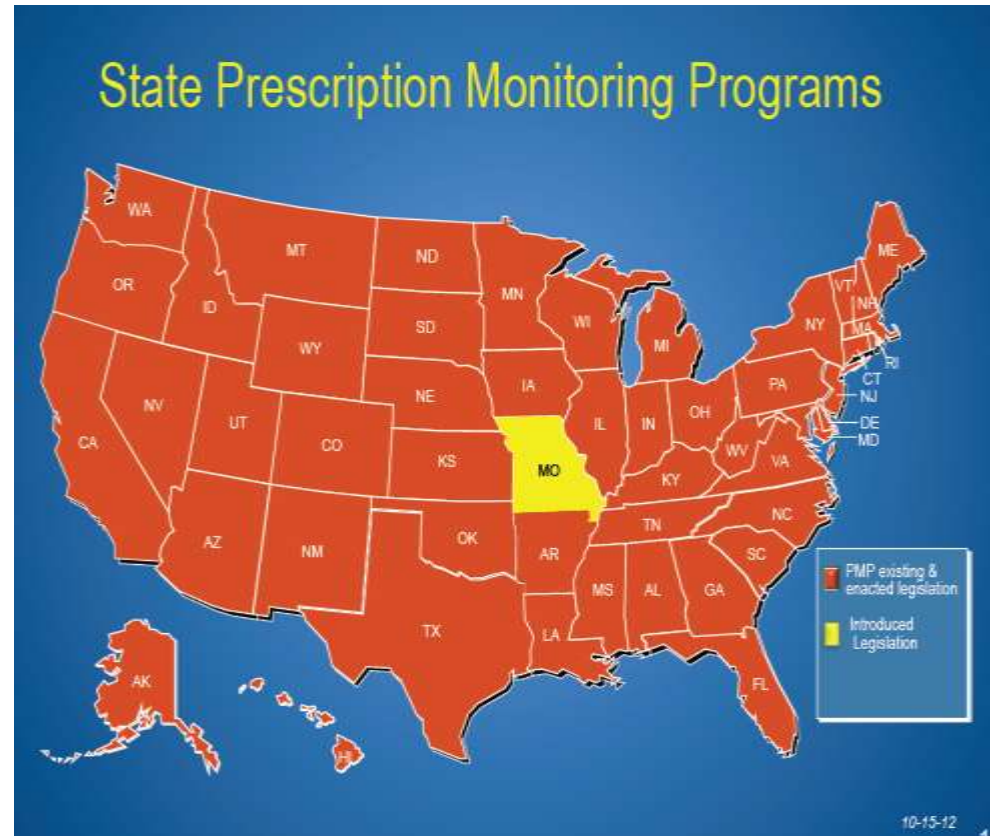 State Prescription Monitoring Programs
WA
MT
ND
MN
ME
OR
ID
SD
WI
VT
NH
NY
MA
WY
MI
RI
CT
NE
IA
PA
NJ
NV
UT
CO
IL
IN
OH
DE
MD
CA
KS
MO
WV
VA
KY
AZ
NM
OK
AR
TN
NC
SC
MS
AL
GA
PMP existing &
enacted legislation
Introduced
Legislation
TX
LA
FL
AK
HI
10-15-12